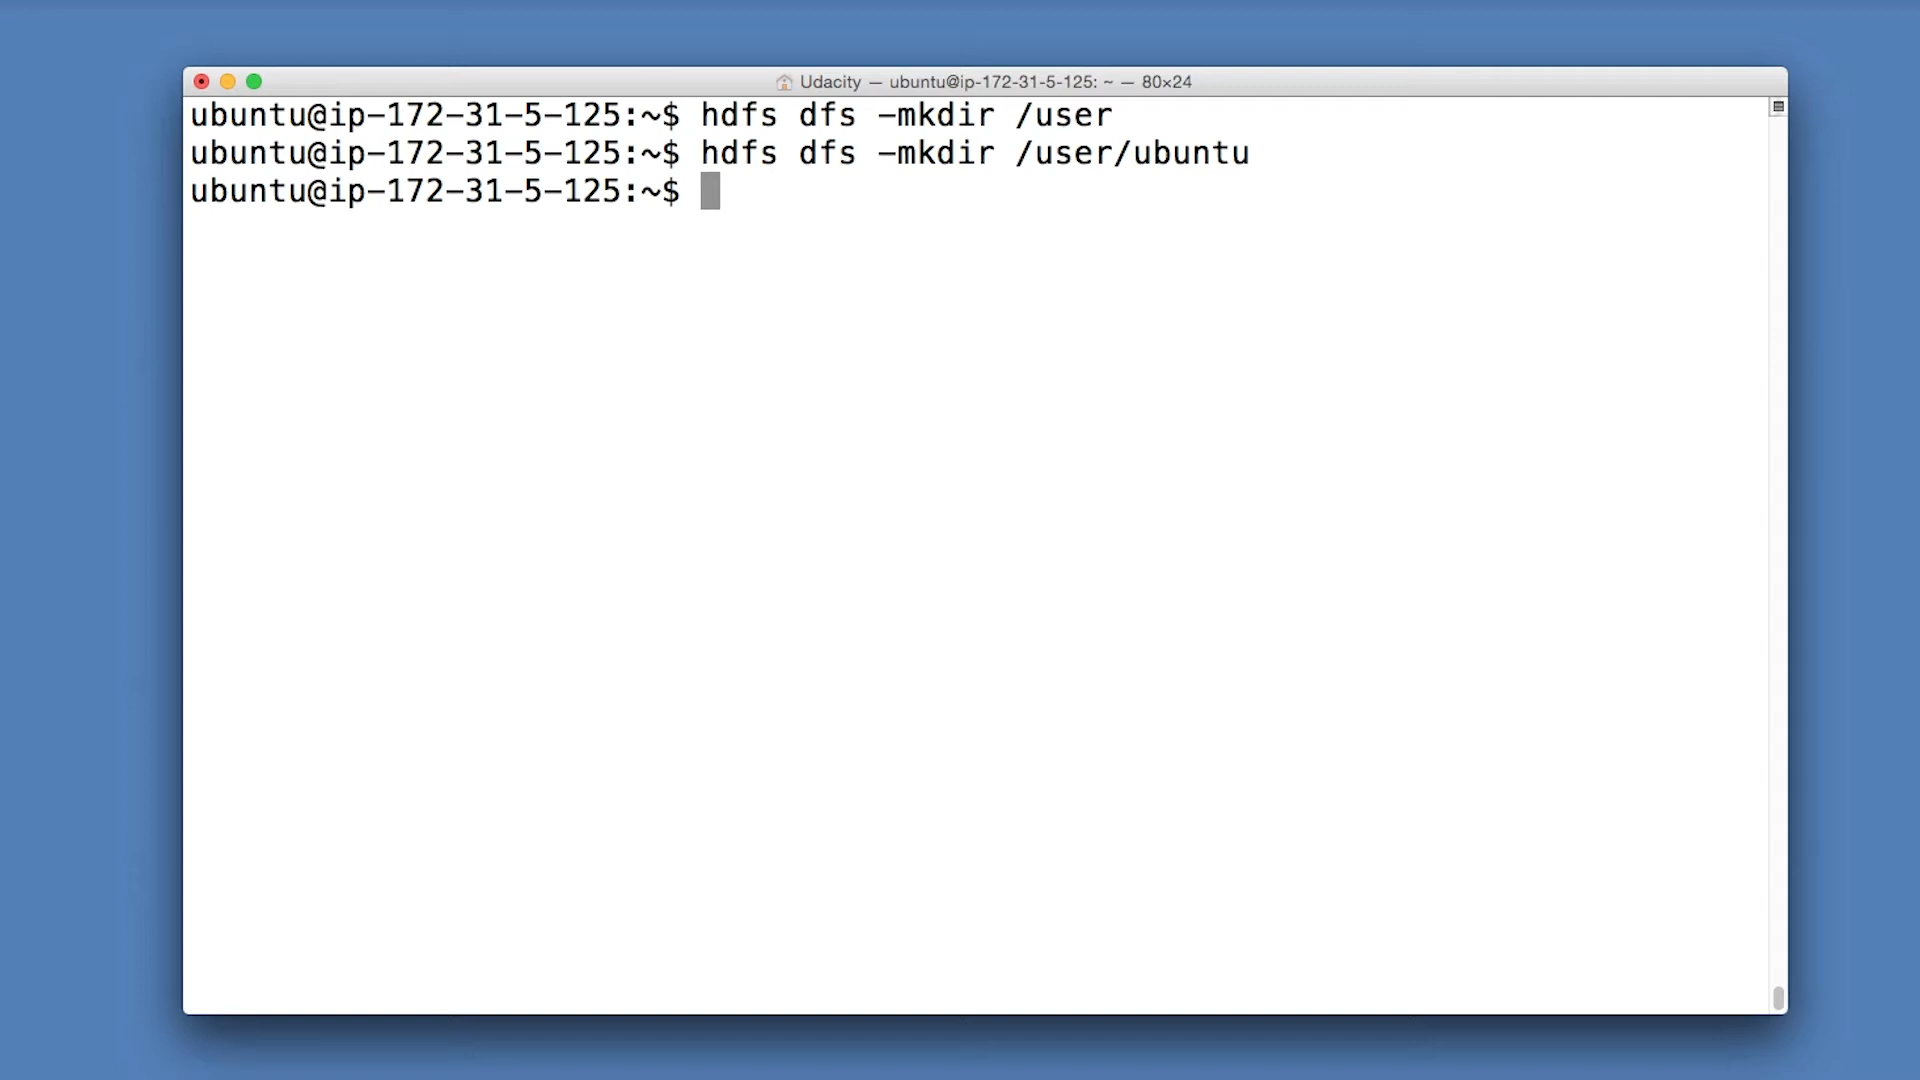 Udacity — ubuntu@ip-172-31-5-125: ~ — 80×24
ubuntu@ip-172-31-5-125:~$ hdfs dfs -mkdir /user
ubuntu@ip-172-31-5-125:~$ hdfs dfs -mkdir /user/ubuntu
ubuntu@ip-172-31-5-125:~$